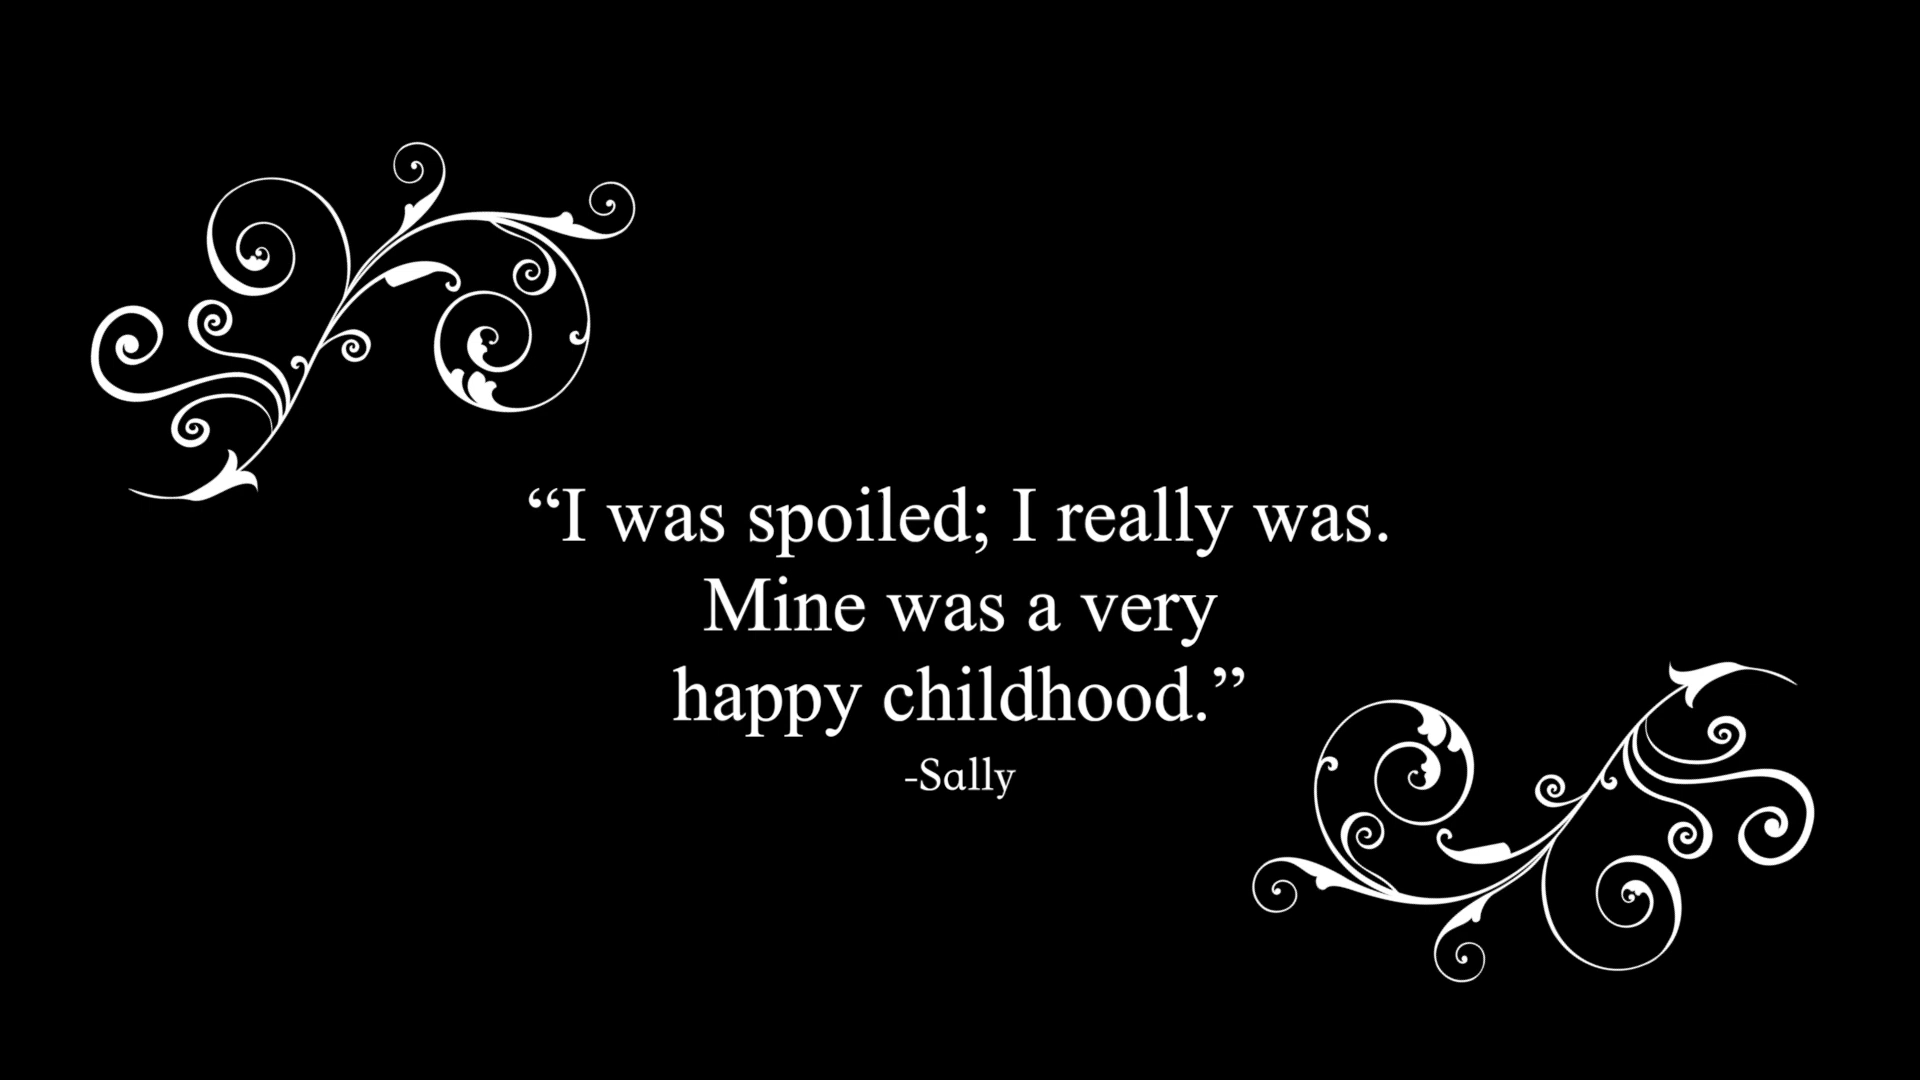 “I was spoiled; I really was.
Mine was a very
happy childhood.”
-Sally